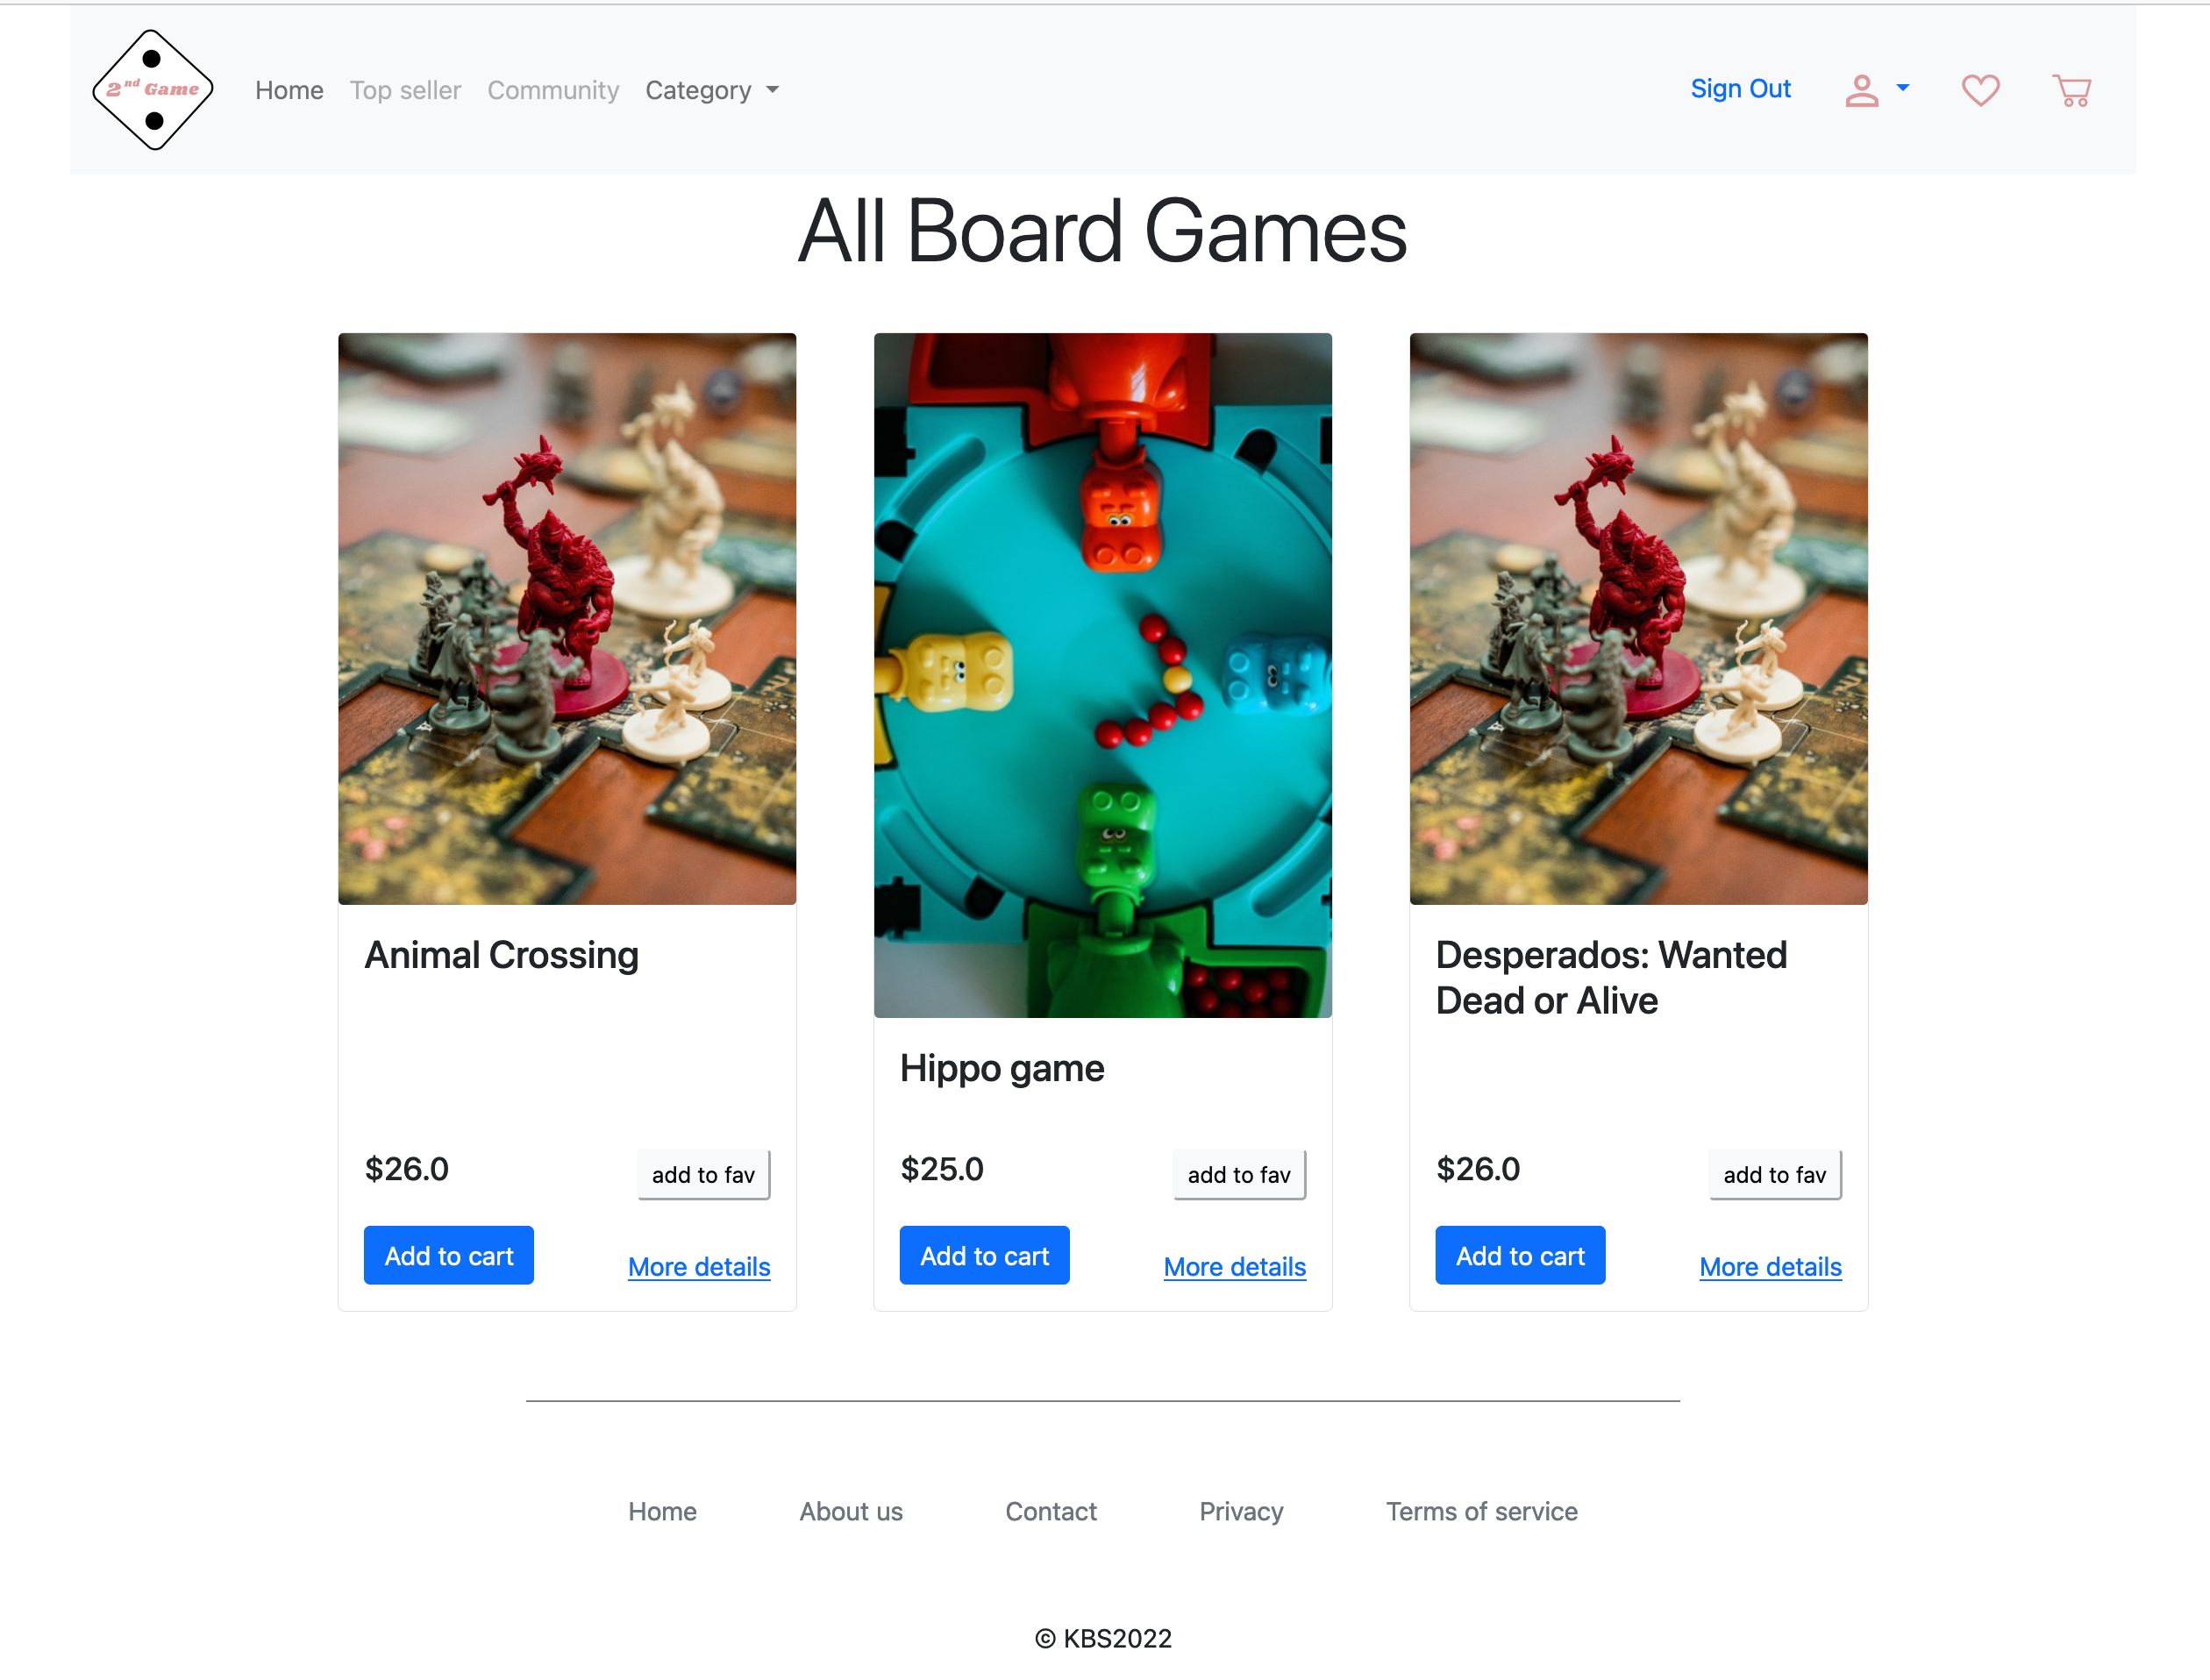 2nd Game
Home Top seller Community Category
Sign Out
All Board Games
Animal Crossing
$26.0
add to fav
Add to cart
More details
Hippo game
$25.0
add to fav
Add to cart
More details
Desperados: Wanted
Dead or Alive
$26.0
add to fav
Add to cart
More details
Home About us Contact Privacy Terms of service
© KBS2022